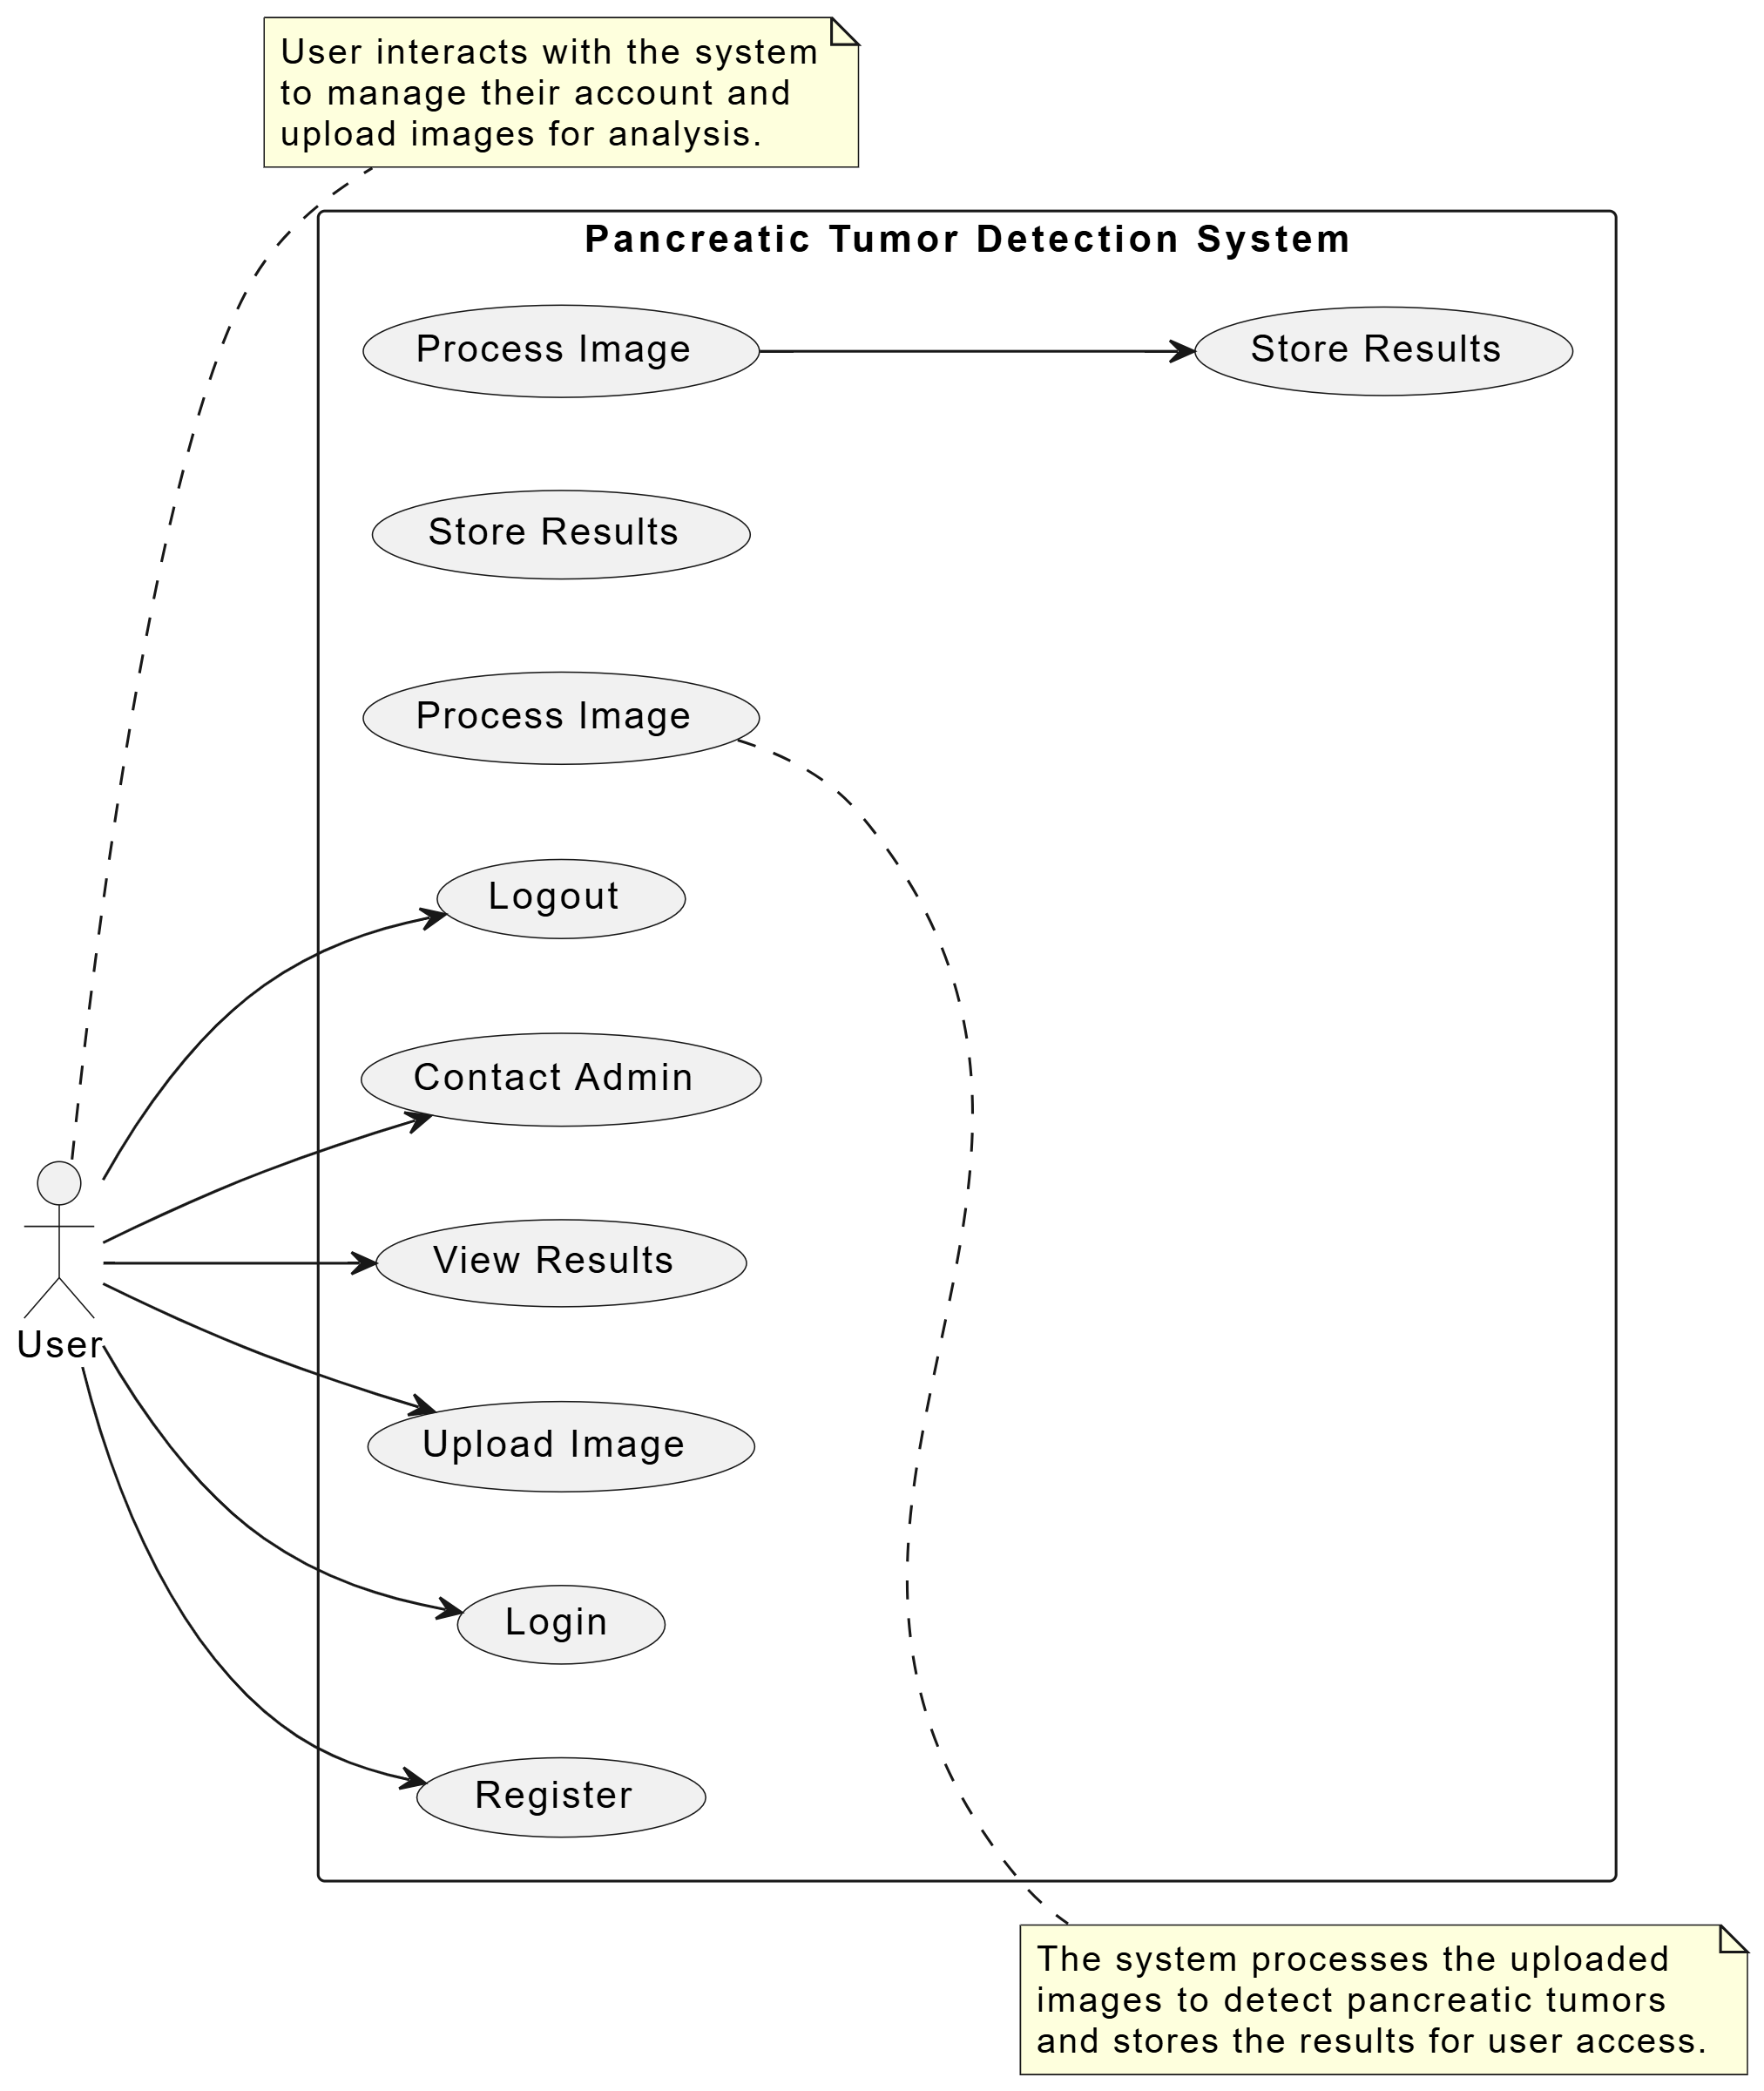 User interacts with the system
to manage their account and
upload images for analysis.
Pancreatic Tumor Detection System
Process Image
Store Results
Store Results
Process Image
Logout
Contact Admin
View Results
User
Upload Image
Login
Register
The system processes the uploaded
images to detect pancreatic tumors
and stores the results for user access.